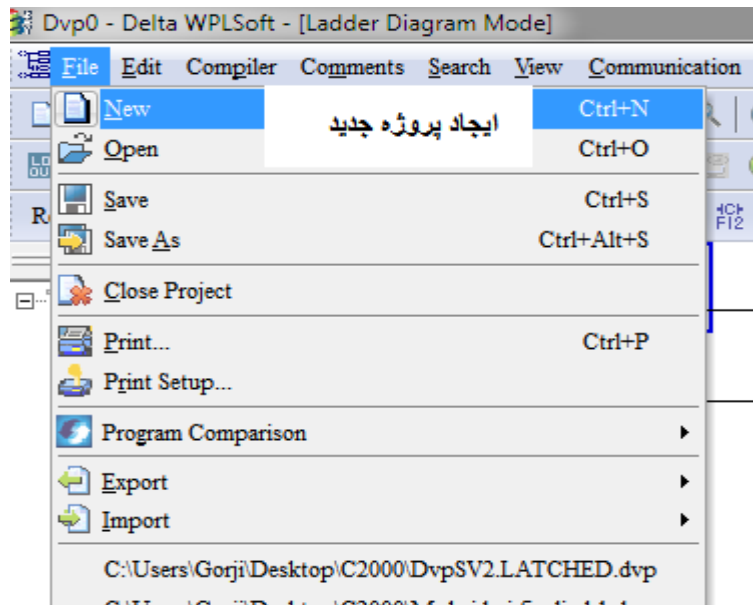 Dvp0 - Delta WPLSoft - [Ladder Diagram Mode]
File Edit Compiler Comments Search View Communication
New ایجاد پروژه جدید Ctrl+N
Open Ctrl+O
Save Ctrl+S
Save As Ctrl+Alt+S
Close Project
Print... Ctrl+P
Print Setup...
Program Comparison
Export
Import
C:\Users\Gorji\Desktop\C2000\DvpSV2.LATCHED.dvp